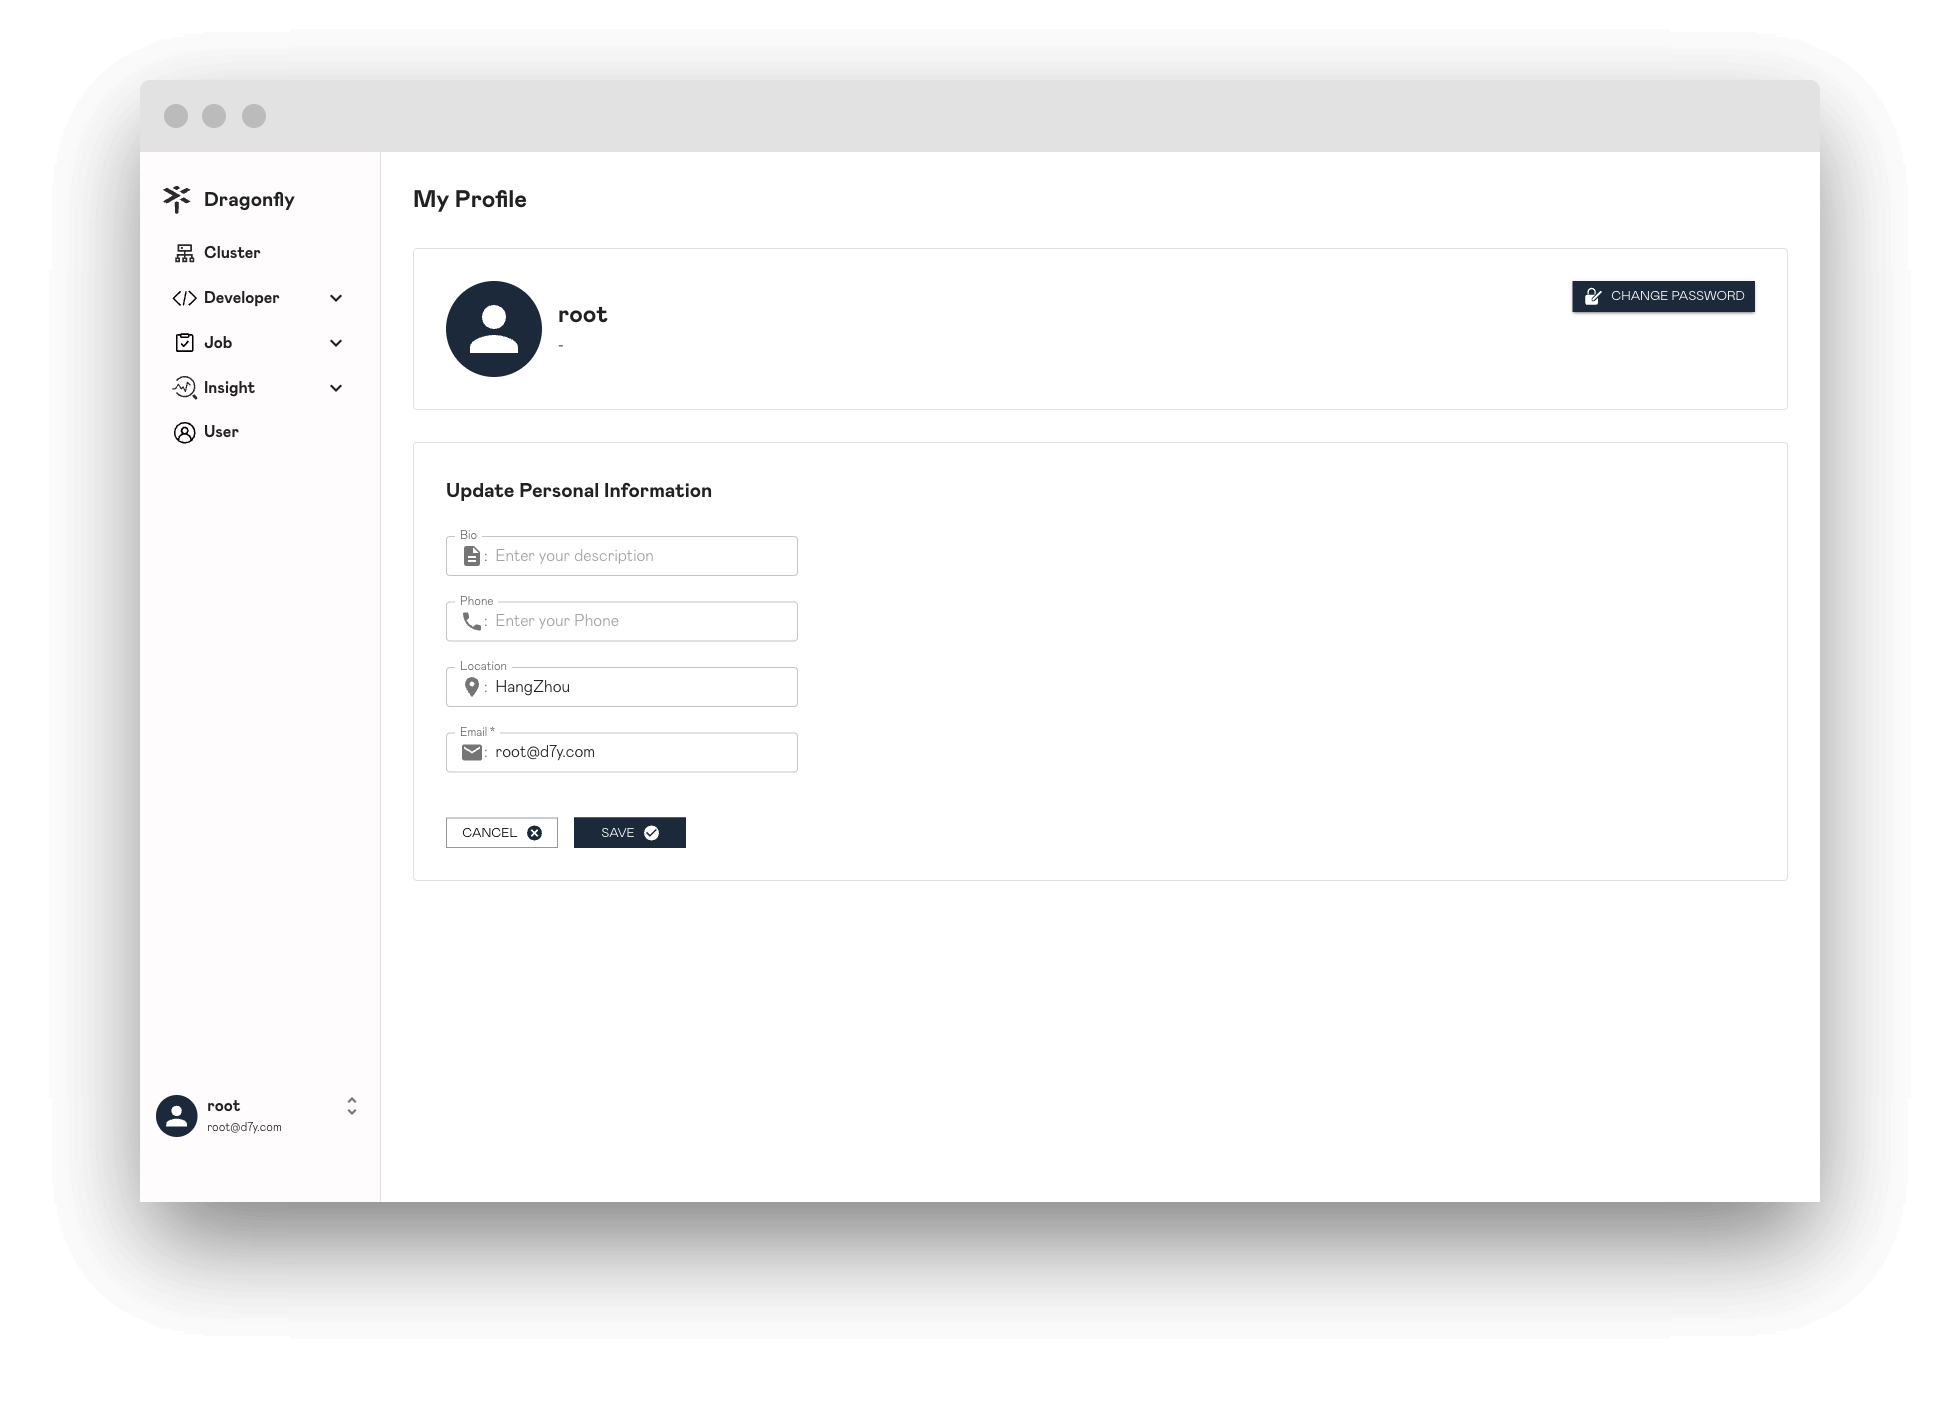 Dragonfly
Cluster
Developer
Job
Insight
User
root
root@d7y.com
My Profile
root
-
CHANGE PASSWORD
Update Personal Information
Bio
: Enter your description
Phone
: Enter your Phone
Location
: HangZhou
Email *
: root@d7y.com
CANCEL
SAVE